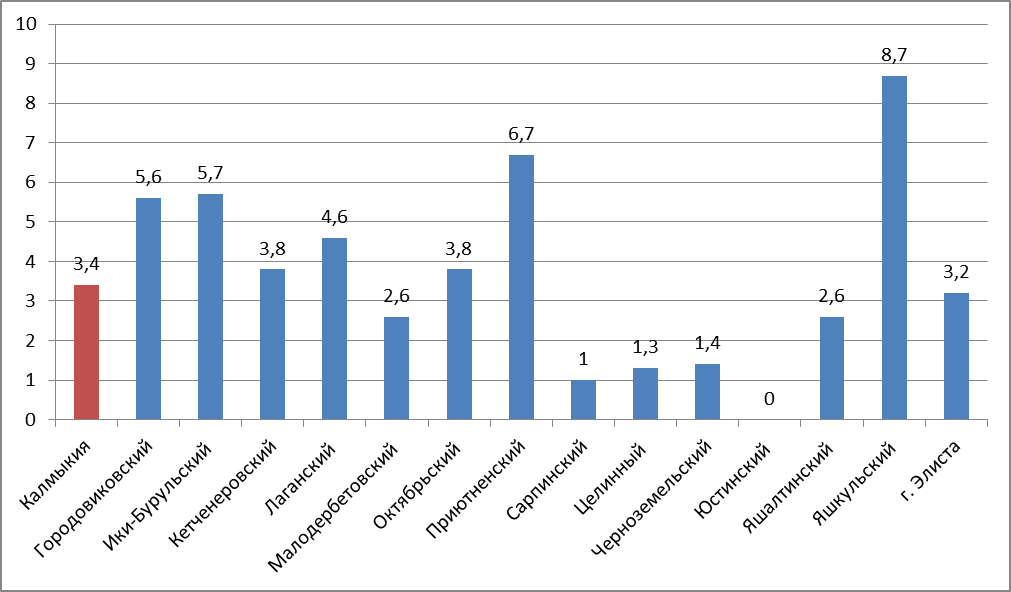 10
9
8
7
6
5
4
3
2
1
0
3,4
5,6
5,7
3,8
4,6
2,6
3,8
6,7
1
1,3
1,4
0
2,6
8,7
3,2
Калмыкия
Городовиковский
Ики-Бурульский
Кетченеровский
Лаганский
Малодербетовский
Октябрьский
Приютненский
Сарпинский
Целинный
Черноземельский
Юстинский
Яшалтинский
Яшкульский
г. Элиста